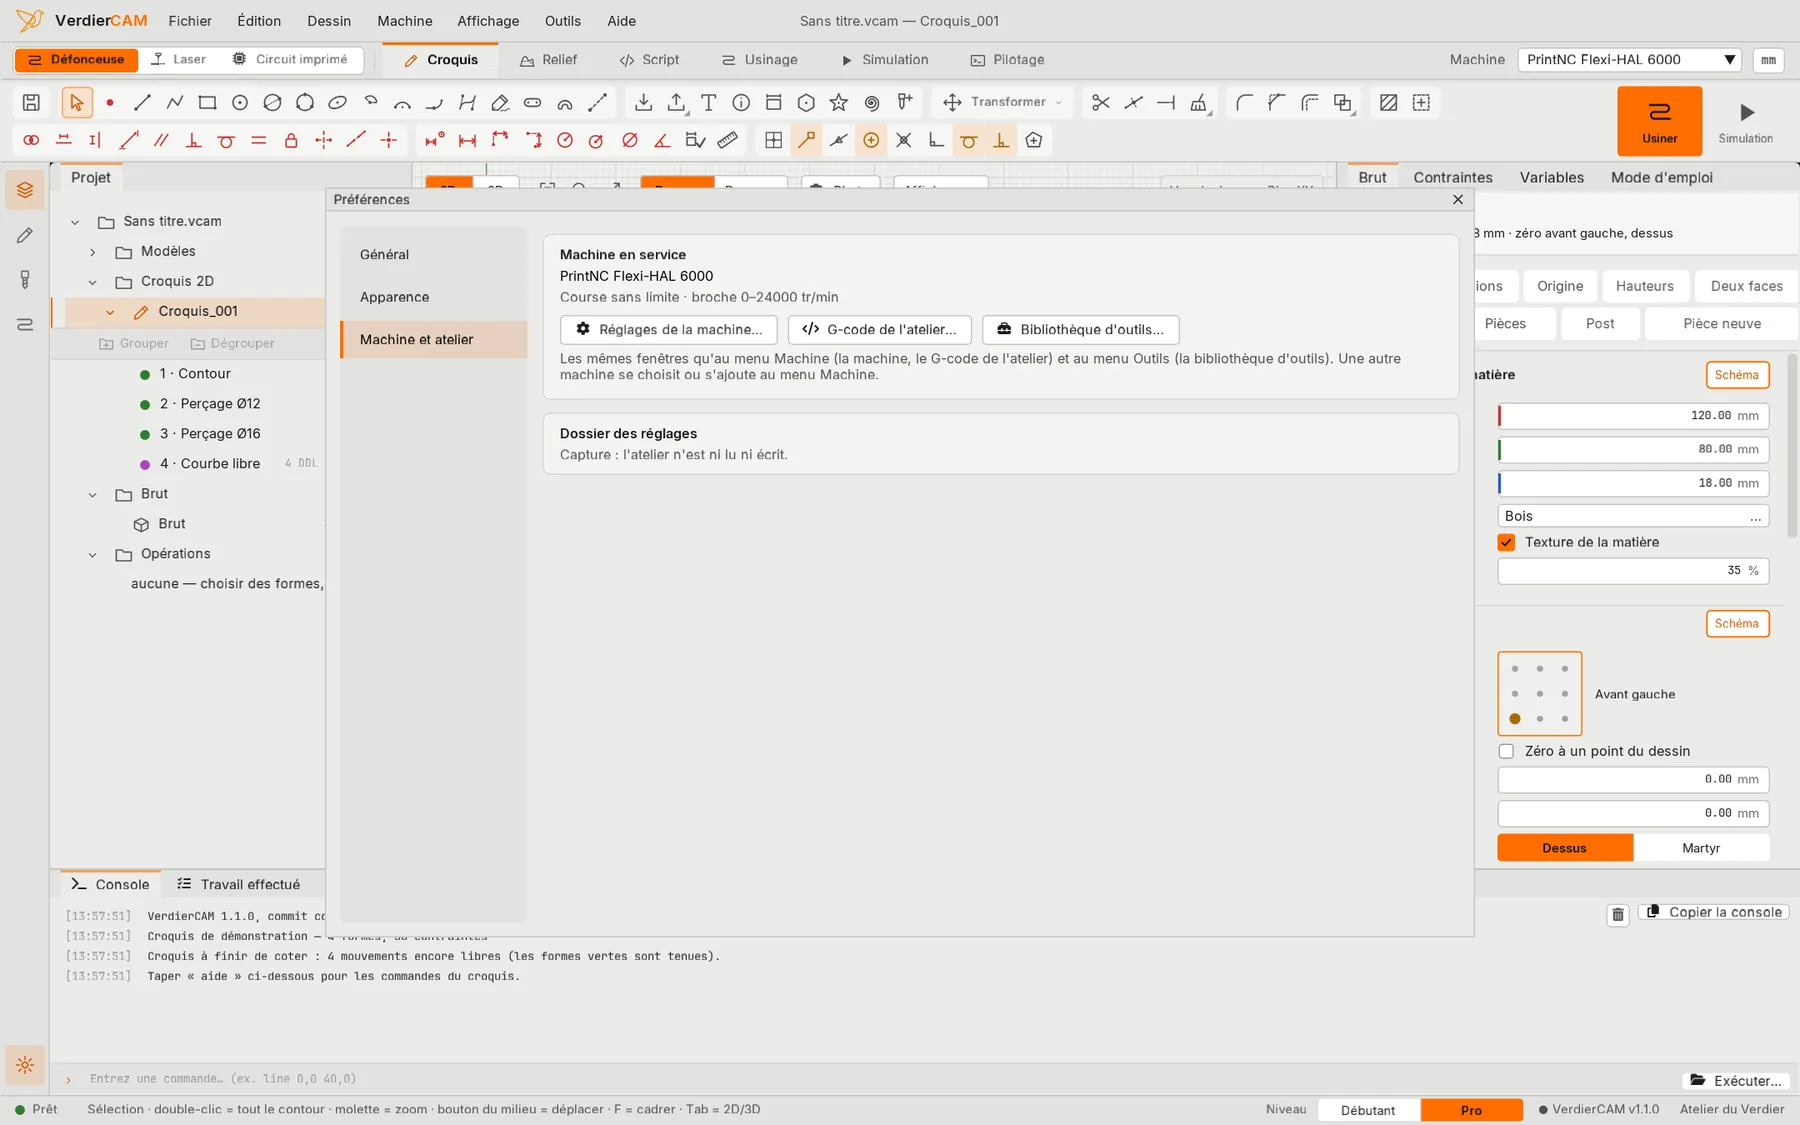 VerdierCAM Fichier Édition Dessin Machine Affichage Outils Aide Sans titre.vcam — Croquis_001
Défonceuse Laser Circuit imprimé Croquis Relief Script Usinage Simulation Pilotage Machine PrintNC Flexi-HAL 6000 mm
Transformer
Usiner Simulation
Projet Brut Contraintes Variables Mode d'emploi
Préférences
Sans titre.vcam
Modèles
Croquis 2D
Croquis_001
Grouper Dégrouper
1 · Contour
2 · Perçage Ø12
3 · Perçage Ø16
4 · Courbe libre 4 DDL
Brut
Brut
Opérations
aucune — choisir des formes,
Général
Apparence
Machine et atelier
Machine en service
PrintNC Flexi-HAL 6000
Course sans limite · broche 0–24000 tr/min
Réglages de la machine... G-code de l'atelier... Bibliothèque d'outils...
Les mêmes fenêtres qu'au menu Machine (la machine, le G-code de l'atelier) et au menu Outils (la bibliothèque d'outils). Une autre
machine se choisit ou s'ajoute au menu Machine.
Dossier des réglages
Capture : l'atelier n'est ni lu ni écrit.
8 mm · zéro avant gauche, dessus
ions Origine Hauteurs Deux faces
Pièces Post Pièce neuve
atière Schéma
120.00 mm
80.00 mm
18.00 mm
Bois ...
Texture de la matière
35 %
Schéma
Avant gauche
Zéro à un point du dessin
0.00 mm
0.00 mm
Dessus Martyr
Console Travail effectué
Copier la console
[13:57:51] VerdierCAM 1.1.0, commit
[13:57:51] Croquis de démonstration —
[13:57:51] Croquis à finir de coter : 4 mouvements encore libres (les formes vertes sont tenues).
[13:57:51] Taper « aide » ci-dessous pour les commandes du croquis.
› Entrez une commande… (ex. line 0,0 40,0)
Exécuter...
Prêt Sélection · double-clic = tout le contour · molette = zoom · bouton du milieu = déplacer · F = cadrer · Tab = 2D/3D Niveau Débutant Pro VerdierCAM v1.1.0 Atelier du Verdier